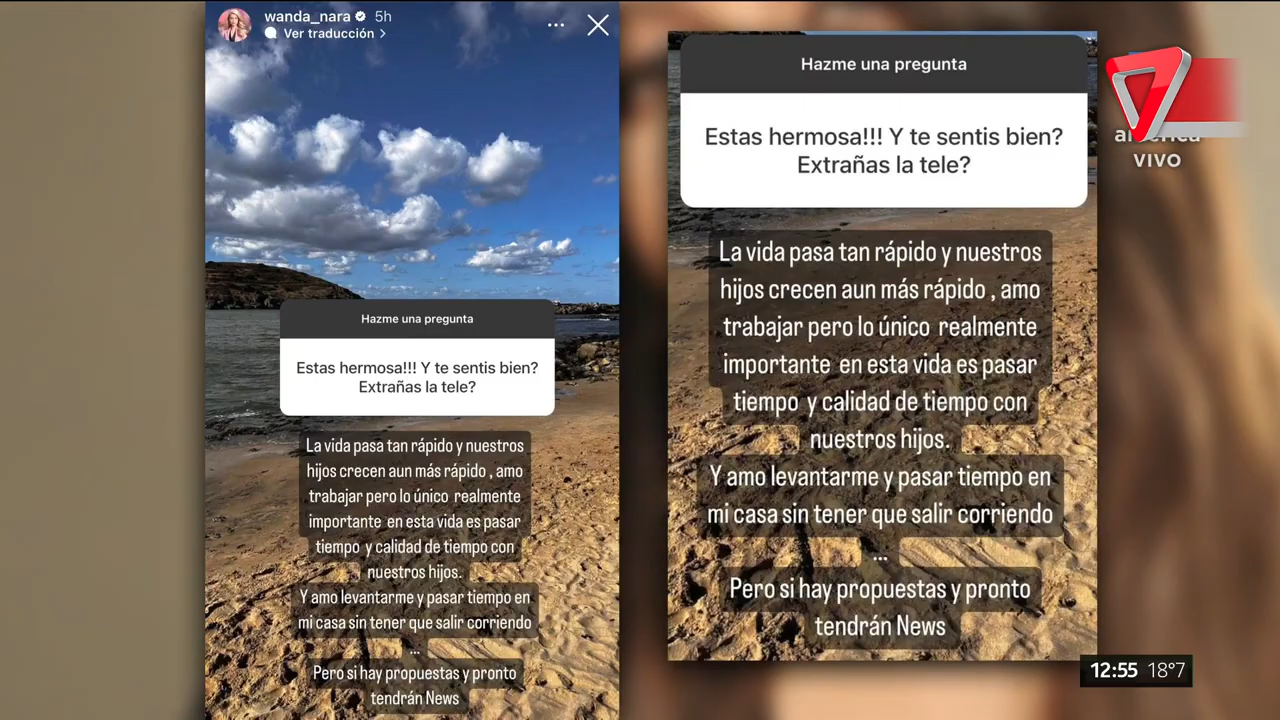 wanda_nara 5h
Ver traducción >
Hazme una pregunta
Estas hermosa!!! Y te sentis bien?
Extrañas la tele?
La vida pasa tan rápido y nuestros
hijos crecen aun más rápido , amo
trabajar pero lo único realmente
importante en esta vida es pasar
tiempo y calidad de tiempo con
nuestros hijos.
Y amo levantarme y pasar tiempo en
mi casa sin tener que salir corriendo
...
Pero si hay propuestas y pronto
tendrán News
Hazme una pregunta
Estas hermosa!!! Y te sentis bien?
Extrañas la tele?
La vida pasa tan rápido y nuestros
hijos crecen aun más rápido , amo
trabajar pero lo único realmente
importante en esta vida es pasar
tiempo y calidad de tiempo con
nuestros hijos.
Y amo levantarme y pasar tiempo en
mi casa sin tener que salir corriendo
...
Pero si hay propuestas y pronto
tendrán News
VIVO
12:55 18°7